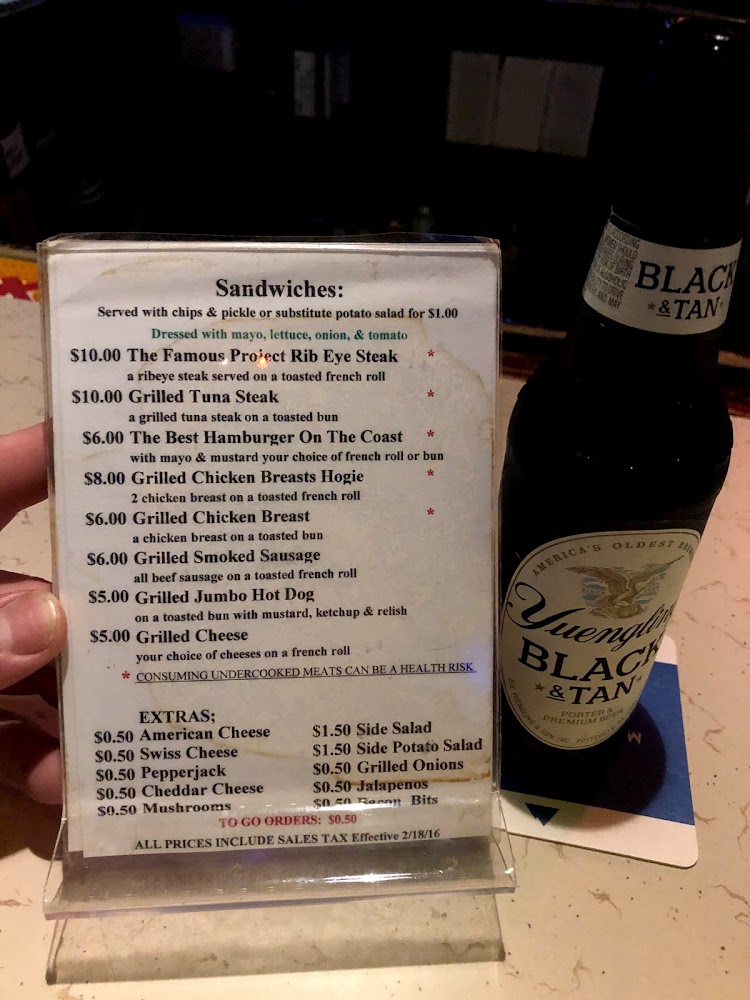 Sandwiches:
Served with chips & pickle or substitute potato salad for $1.00
Dressed with mayo, lettuce, onion, & tomato
$10.00 The Famous Project Rib Eye Steak *
a ribeye steak served on a toasted french roll
$10.00 Grilled Tuna Steak *
a grilled tuna steak on a toasted bun
$6.00 The Best Hamburger On The Coast *
with mayo & mustard your choice of french roll or bun
$8.00 Grilled Chicken Breasts Hogie *
2 chicken breast on a toasted french roll
$6.00 Grilled Chicken Breast *
a chicken breast on a toasted bun
$6.00 Grilled Smoked Sausage
all beef sausage on a toasted french roll
$5.00 Grilled Jumbo Hot Dog
on a toasted bun with mustard, ketchup & relish
$5.00 Grilled Cheese
your choice of cheeses on a french roll
* CONSUMING UNDERCOOKED MEATS CAN BE A HEALTH RISK
EXTRAS;
$0.50 American Cheese $1.50 Side Salad
$0.50 Swiss Cheese $1.50 Side Potato Salad
$0.50 Pepperjack $0.50 Grilled Onions
$0.50 Cheddar Cheese $0.50 Jalapenos
$0.50 Mushrooms $0.50 Bacon Bits
TO GO ORDERS: $0.50
ALL PRICES INCLUDE SALES TAX Effective 2/18/16
BLACK
& TAN
AMERICA'S OLDEST
Yuengling
BLACK
& TAN
PORTER &
PREMIUM BEER